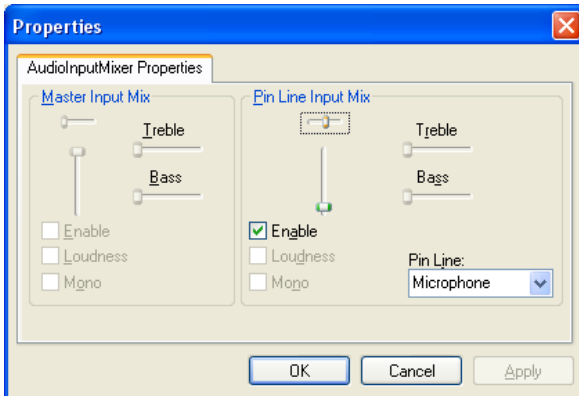 Properties
AudioInputMixer Properties
Master Input Mix
Treble
Bass
Enable
Loudness
Mono
Pin Line Input Mix
Treble
Bass
Enable
Loudness
Mono
Pin Line:
Microphone
OK
Cancel
Apply